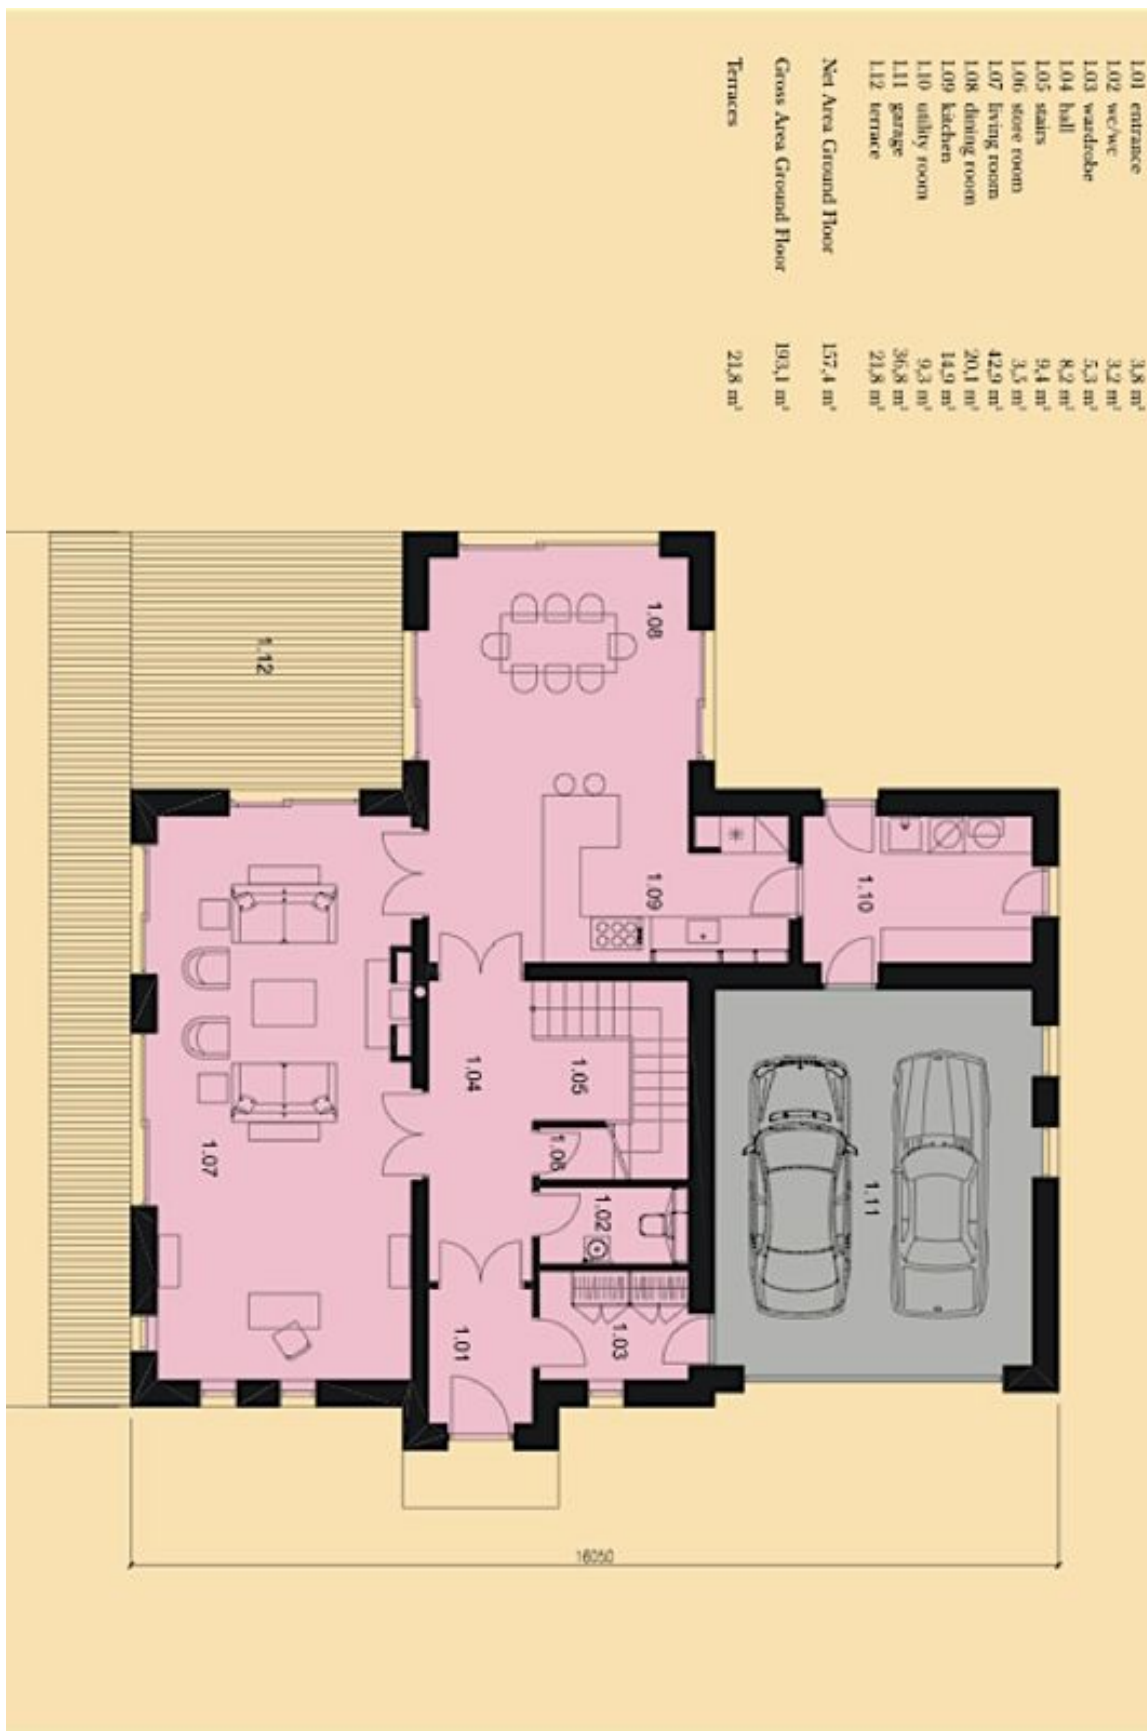 1.01 entrance 3,8 m²
1.02 wc/wc 3,2 m²
1.03 wardrobe 5,3 m²
1.04 hall 8,2 m²
1.05 stairs 9,4 m²
1.06 store room 3,5 m²
1.07 living room 42,9 m²
1.08 dining room 20,1 m²
1.09 kitchen 14,9 m²
1.10 utility room 9,3 m²
1.11 garage 36,8 m²
1.12 terrace 21,8 m²
Net Area Ground Floor 157,4 m²
Gross Area Ground Floor 193,1 m²
Terraces 21,8 m²
1.08
1.12
1.09
1.10
1.04
1.05
1.06
1.07
1.02
1.11
1.01
1.03
16050